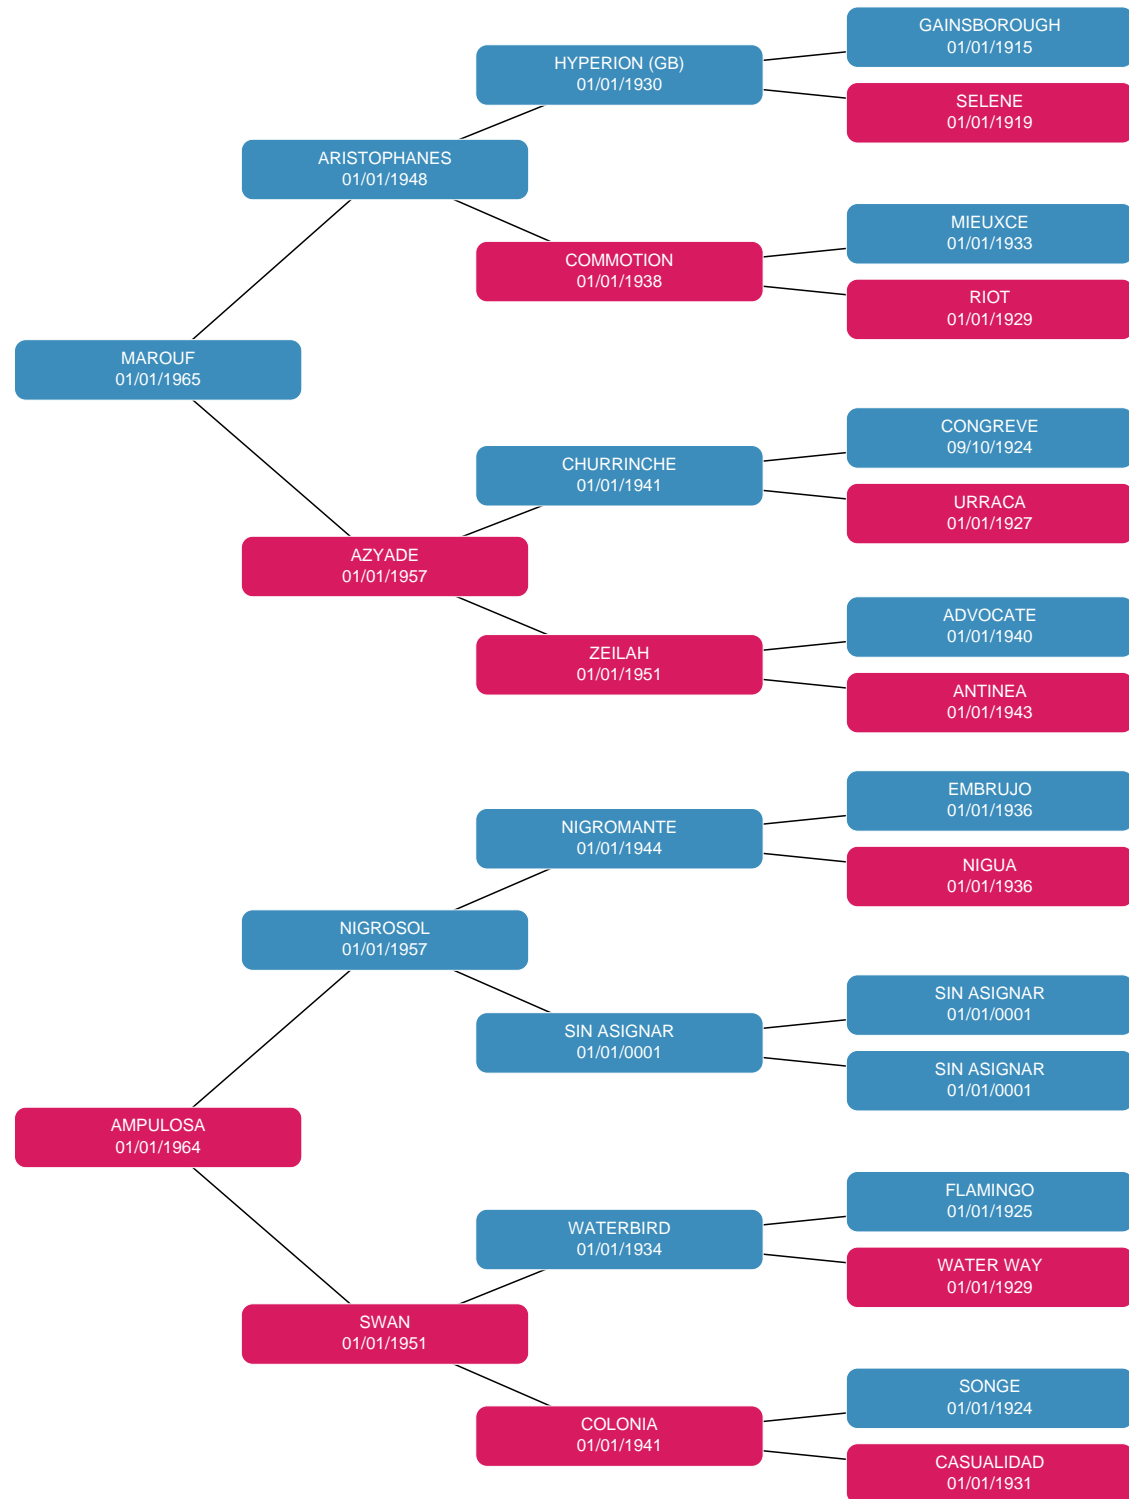 GAINSBOROUGH
01/01/1915
HYPERION (GB)
01/01/1930
SELENE
01/01/1919
ARISTOPHANES
01/01/1948
MIEUXCE
01/01/1933
COMMOTION
01/01/1938
RIOT
01/01/1929
MAROUF
01/01/1965
CONGREVE
09/10/1924
CHURRINCHE
01/01/1941
URRACA
01/01/1927
AZYADE
01/01/1957
ADVOCATE
01/01/1940
ZEILAH
01/01/1951
ANTINEA
01/01/1943
EMBRUJO
01/01/1936
NIGROMANTE
01/01/1944
NIGUA
01/01/1936
NIGROSOL
01/01/1957
SIN ASIGNAR
01/01/0001
SIN ASIGNAR
01/01/0001
SIN ASIGNAR
01/01/0001
AMPULOSA
01/01/1964
FLAMINGO
01/01/1925
WATERBIRD
01/01/1934
WATER WAY
01/01/1929
SWAN
01/01/1951
SONGE
01/01/1924
COLONIA
01/01/1941
CASUALIDAD
01/01/1931